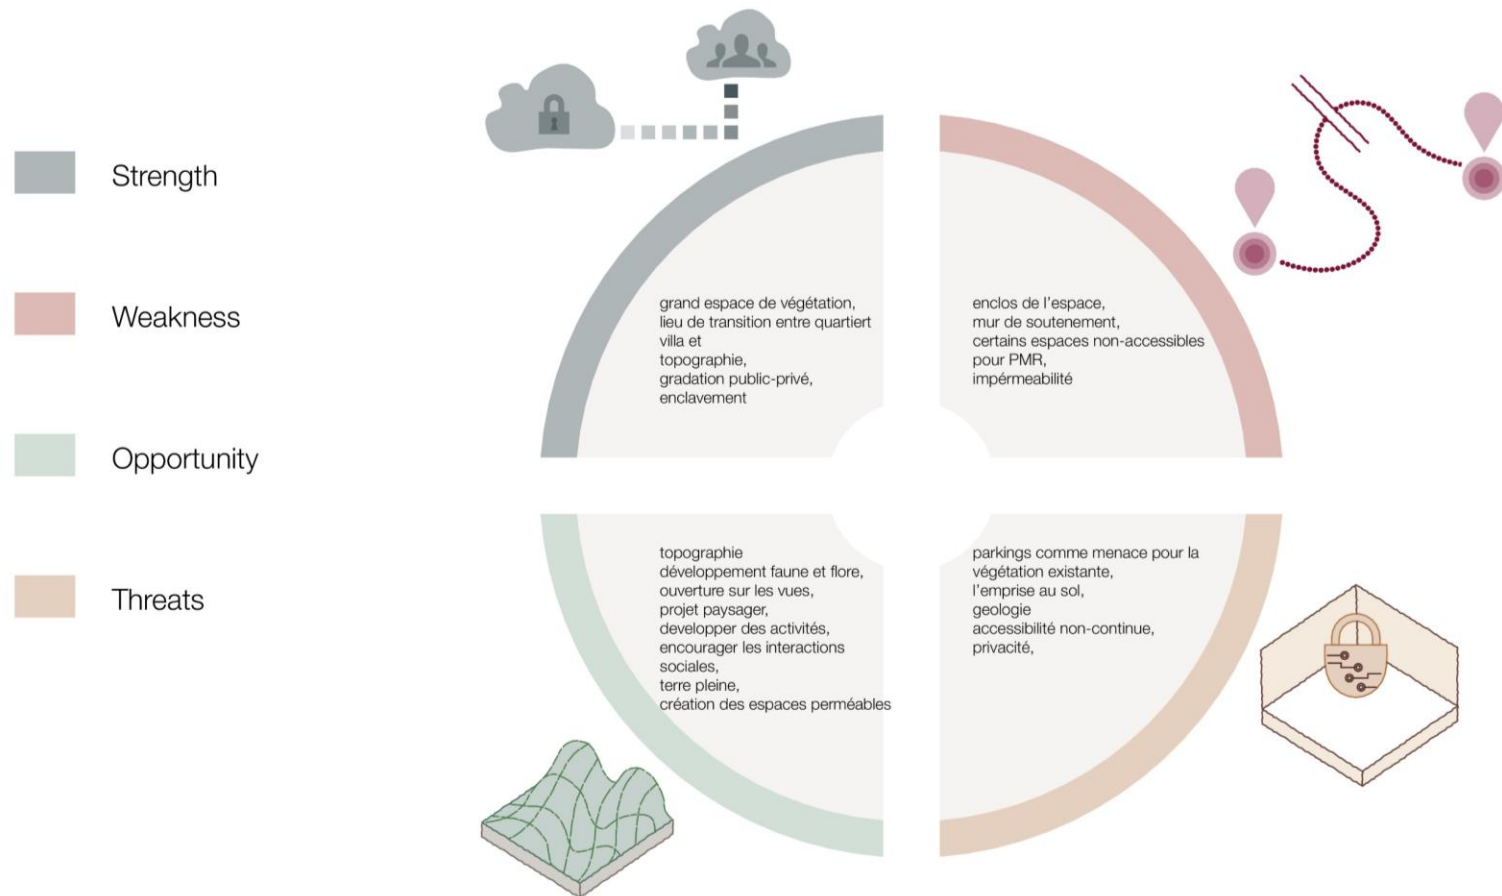 Strength
Weakness
Opportunity
Threats
grand espace de végétation,
lieu de transition entre quartiert
villa et
topographie,
gradation public-privé,
enclavement
enclos de l'espace,
mur de soutenement,
certains espaces non-accessibles
pour PMR,
impérmeabilité
topographie
développement faune et flore,
ouverture sur les vues,
projet paysager,
developper des activités,
encourager les interactions
sociales,
terre pleine,
création des espaces perméables
parkings comme menace pour la
végétation existante,
l'emprise au sol,
geologie
accessibilité non-continue,
privacité,